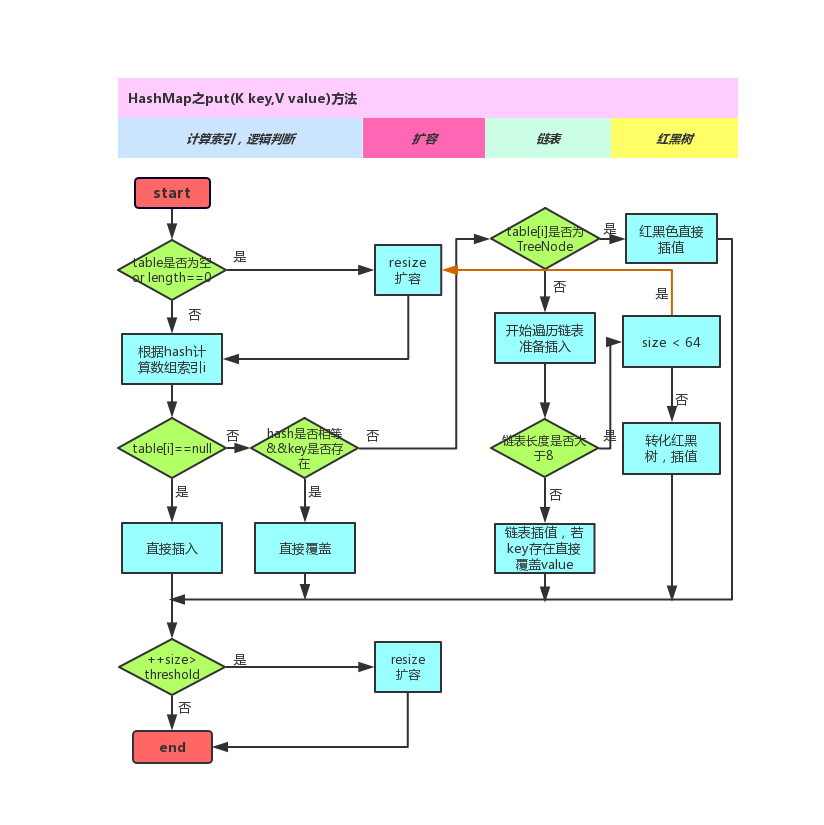 HashMap之put(K key,V value)方法
计算索引，逻辑判断
扩容
链表
红黑树
start
table是否为空
or length==0
是
resize
扩容
否
根据hash计
算数组索引i
table[i]==null
否
hash是否相等
&&key是否存
在
否
是
直接插入
是
直接覆盖
table[i]是否为
TreeNode
是
红黑色直接
插值
否
开始遍历链表
准备插入
是
size < 64
否
链表长度是否大
于8
是
转化红黑
树，插值
否
链表插值，若
key存在直接
覆盖value
++size>
threshold
是
resize
扩容
否
end